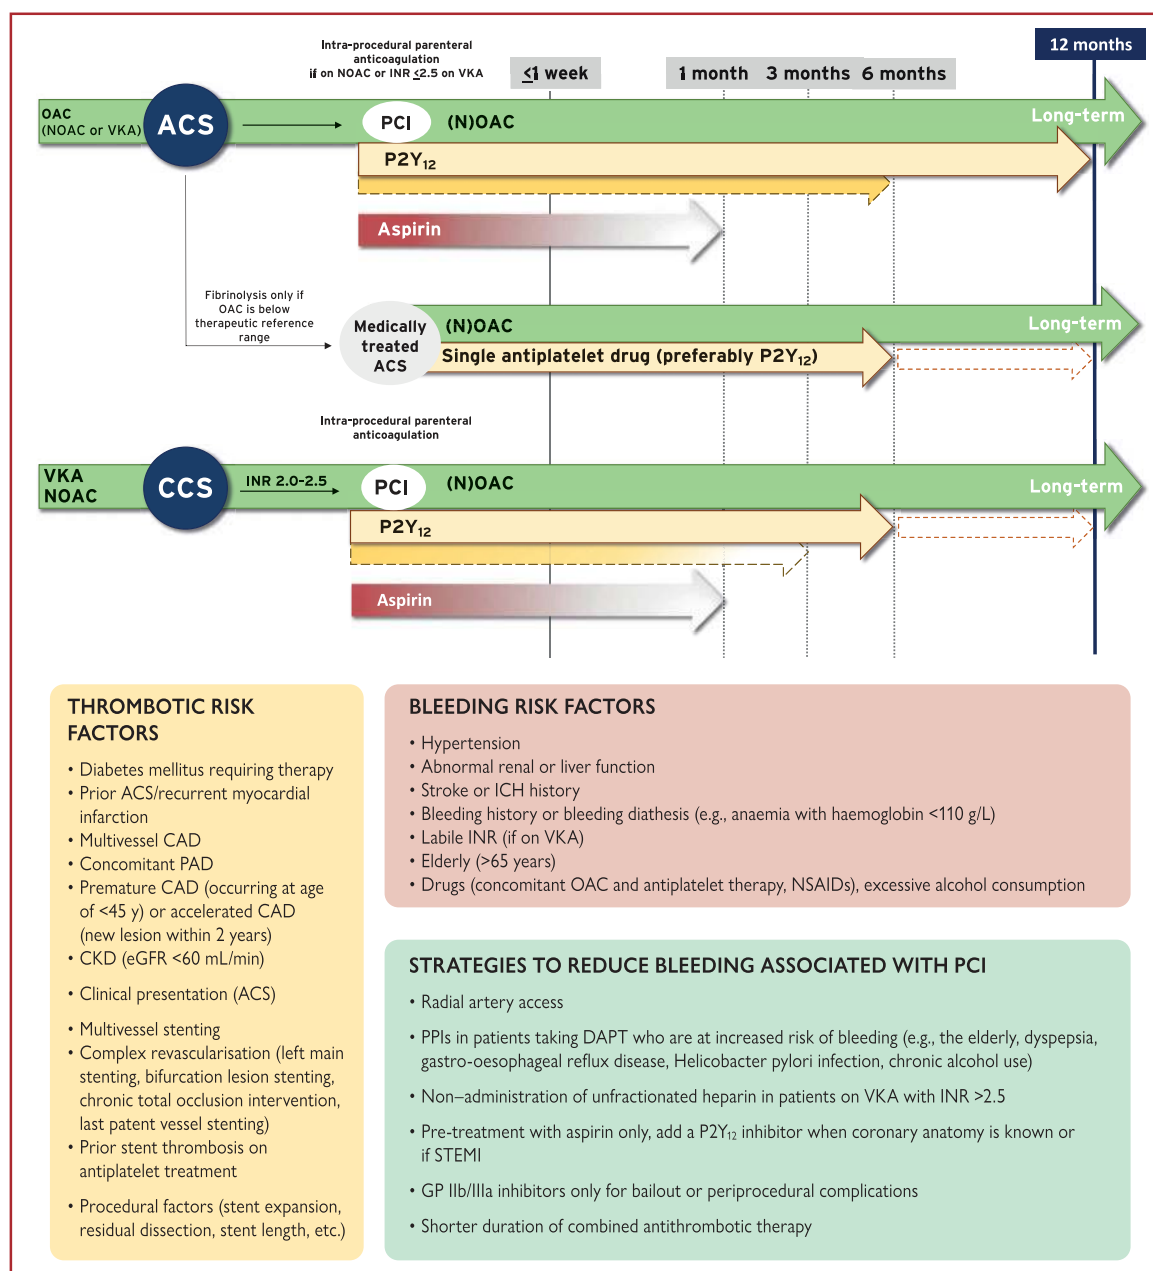 Intra-procedural parenteral
anticoagulation
if on NOAC or INR ≤2.5 on VKA
≤1 week
1 month
3 months
6 months
12 months
OAC
(NOAC or VKA)
ACS
PCI
(N)OAC
Long-term
P2Y₁₂
Aspirin
Fibrinolysis only if
OAC is below
therapeutic reference
range
Medically
treated
ACS
(N)OAC
Long-term
Single antiplatelet drug (preferably P2Y₁₂)
Intra-procedural parenteral
anticoagulation
VKA
NOAC
CCS
INR 2.0-2.5
PCI
(N)OAC
Long-term
P2Y₁₂
Aspirin
THROMBOTIC RISK
FACTORS
• Diabetes mellitus requiring therapy
• Prior ACS/recurrent myocardial
infarction
• Multivessel CAD
• Concomitant PAD
• Premature CAD (occurring at age
of <45 y) or accelerated CAD
(new lesion within 2 years)
• CKD (eGFR <60 mL/min)
• Clinical presentation (ACS)
• Multivessel stenting
• Complex revascularisation (left main
stenting, bifurcation lesion stenting,
chronic total occlusion intervention,
last patent vessel stenting)
• Prior stent thrombosis on
antiplatelet treatment
• Procedural factors (stent expansion,
residual dissection, stent length, etc.)
BLEEDING RISK FACTORS
• Hypertension
• Abnormal renal or liver function
• Stroke or ICH history
• Bleeding history or bleeding diathesis (e.g., anaemia with haemoglobin <110 g/L)
• Labile INR (if on VKA)
• Elderly (>65 years)
• Drugs (concomitant OAC and antiplatelet therapy, NSAIDs), excessive alcohol consumption
STRATEGIES TO REDUCE BLEEDING ASSOCIATED WITH PCI
• Radial artery access
• PPIs in patients taking DAPT who are at increased risk of bleeding (e.g., the elderly, dyspepsia,
gastro-oesophageal reflux disease, Helicobacter pylori infection, chronic alcohol use)
• Non–administration of unfractionated heparin in patients on VKA with INR >2.5
• Pre-treatment with aspirin only, add a P2Y₁₂ inhibitor when coronary anatomy is known or
if STEMI
• GP IIb/IIIa inhibitors only for bailout or periprocedural complications
• Shorter duration of combined antithrombotic therapy